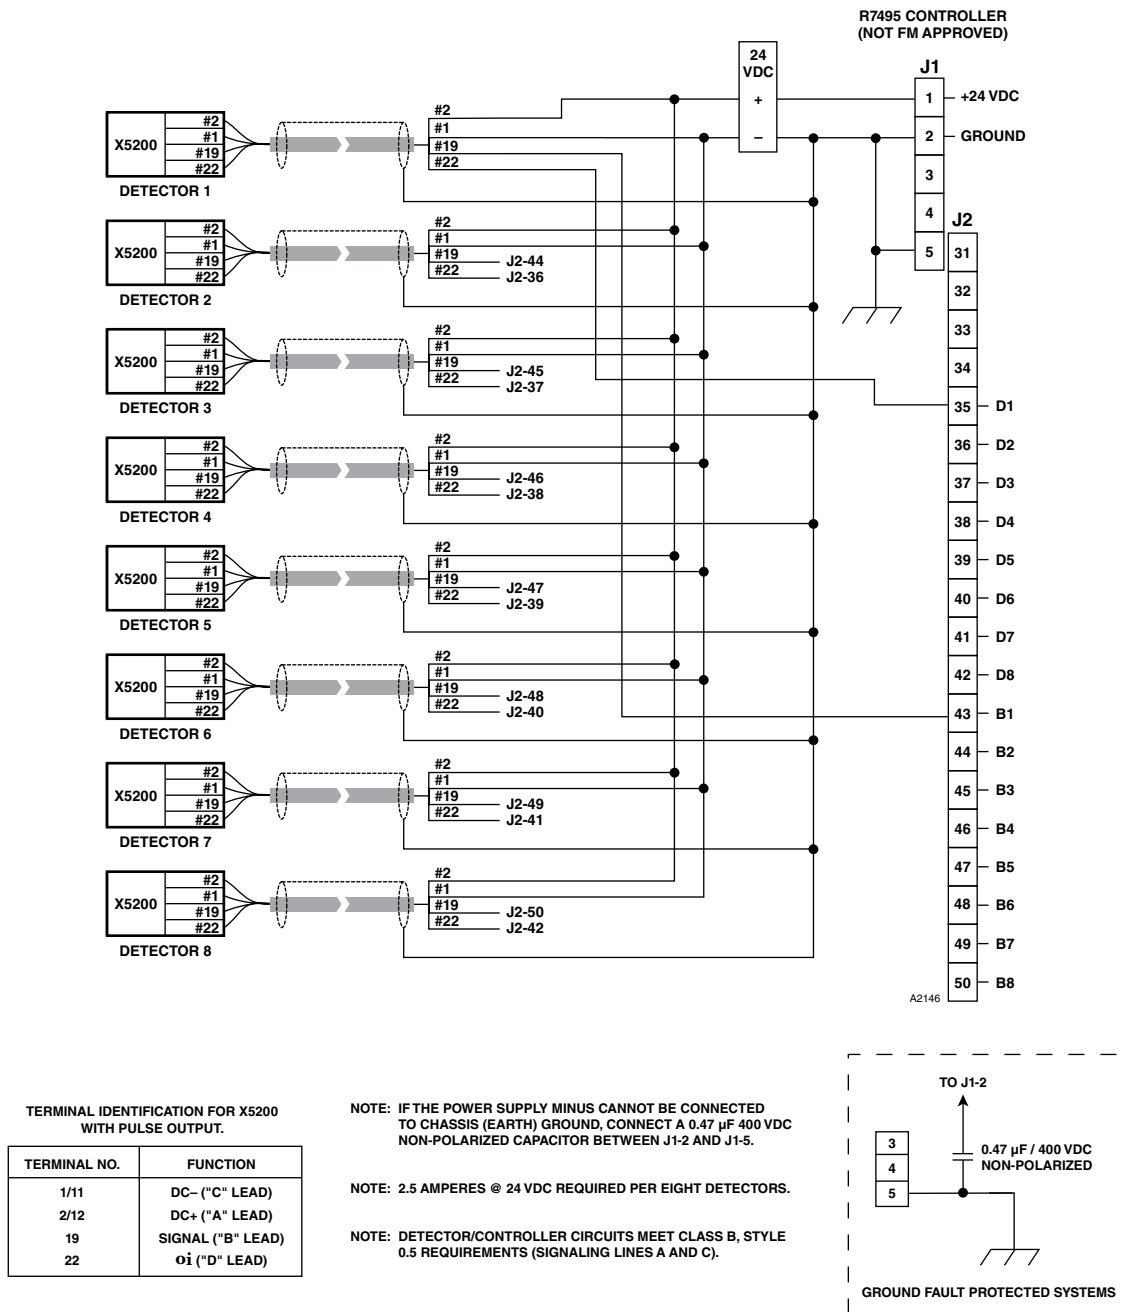 R7495 CONTROLLER
(NOT FM APPROVED)
24
VDC
+
–
J1
1
+24 VDC
2
GROUND
3
4
5
X5200
#2
#1
#19
#22
DETECTOR 1
#2
#1
#19
#22
X5200
#2
#1
#19
#22
DETECTOR 2
#2
#1
#19
#22
J2-44
J2-36
X5200
#2
#1
#19
#22
DETECTOR 3
#2
#1
#19
#22
J2-45
J2-37
X5200
#2
#1
#19
#22
DETECTOR 4
#2
#1
#19
#22
J2-46
J2-38
X5200
#2
#1
#19
#22
DETECTOR 5
#2
#1
#19
#22
J2-47
J2-39
X5200
#2
#1
#19
#22
DETECTOR 6
#2
#1
#19
#22
J2-48
J2-40
X5200
#2
#1
#19
#22
DETECTOR 7
#2
#1
#19
#22
J2-49
J2-41
X5200
#2
#1
#19
#22
DETECTOR 8
#2
#1
#19
#22
J2-50
J2-42
J2
31
32
33
34
35 D1
36 D2
37 D3
38 D4
39 D5
40 D6
41 D7
42 D8
43 B1
44 B2
45 B3
46 B4
47 B5
48 B6
49 B7
50 B8
A2146
TERMINAL IDENTIFICATION FOR X5200
WITH PULSE OUTPUT.
TERMINAL NO. FUNCTION
1/11 DC– ("C" LEAD)
2/12 DC+ ("A" LEAD)
19 SIGNAL ("B" LEAD)
22 oi ("D" LEAD)
NOTE: IF THE POWER SUPPLY MINUS CANNOT BE CONNECTED
TO CHASSIS (EARTH) GROUND, CONNECT A 0.47 µF 400 VDC
NON-POLARIZED CAPACITOR BETWEEN J1-2 AND J1-5.
NOTE: 2.5 AMPERES @ 24 VDC REQUIRED PER EIGHT DETECTORS.
NOTE: DETECTOR/CONTROLLER CIRCUITS MEET CLASS B, STYLE
0.5 REQUIREMENTS (SIGNALING LINES A AND C).
TO J1-2
3
4
5
0.47 µF / 400 VDC
NON-POLARIZED
GROUND FAULT PROTECTED SYSTEMS